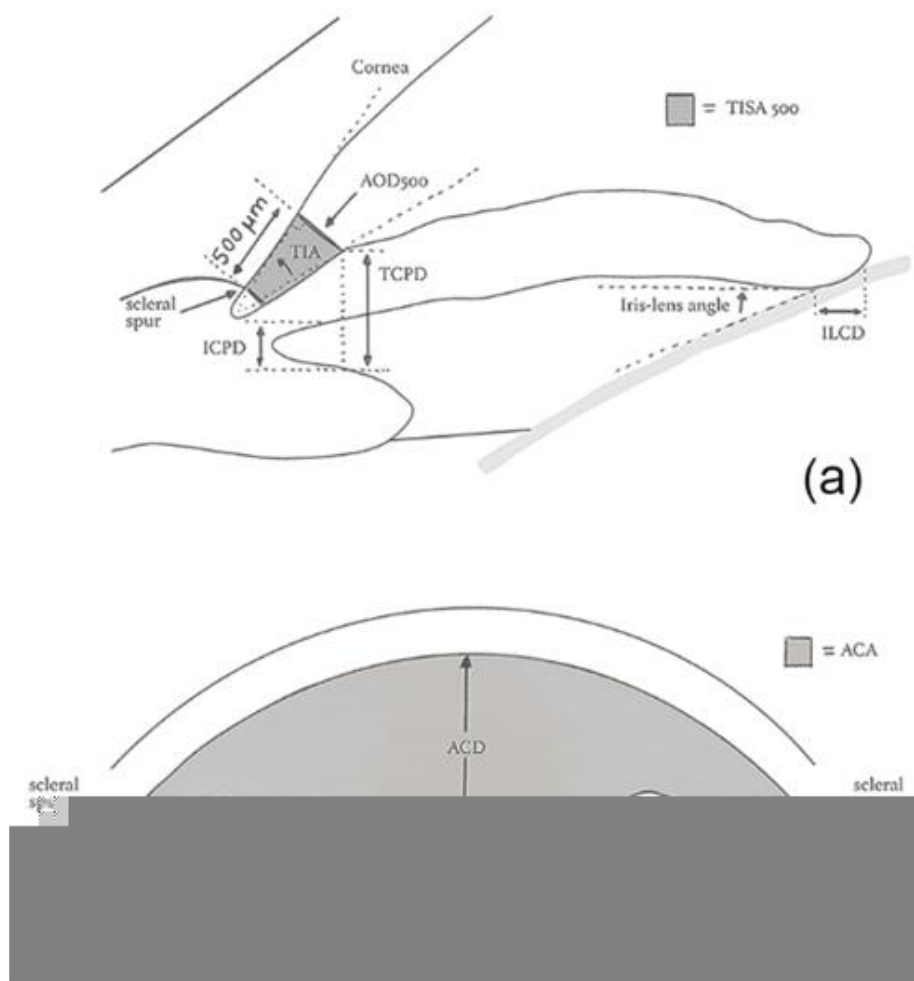 Cornea
= TISA 500
AOD500
500 μm
TIA
TCPD
scleral
spur
Iris-lens angle
ICPD
ILCD
(a)
= ACA
ACD
scleral
scleral